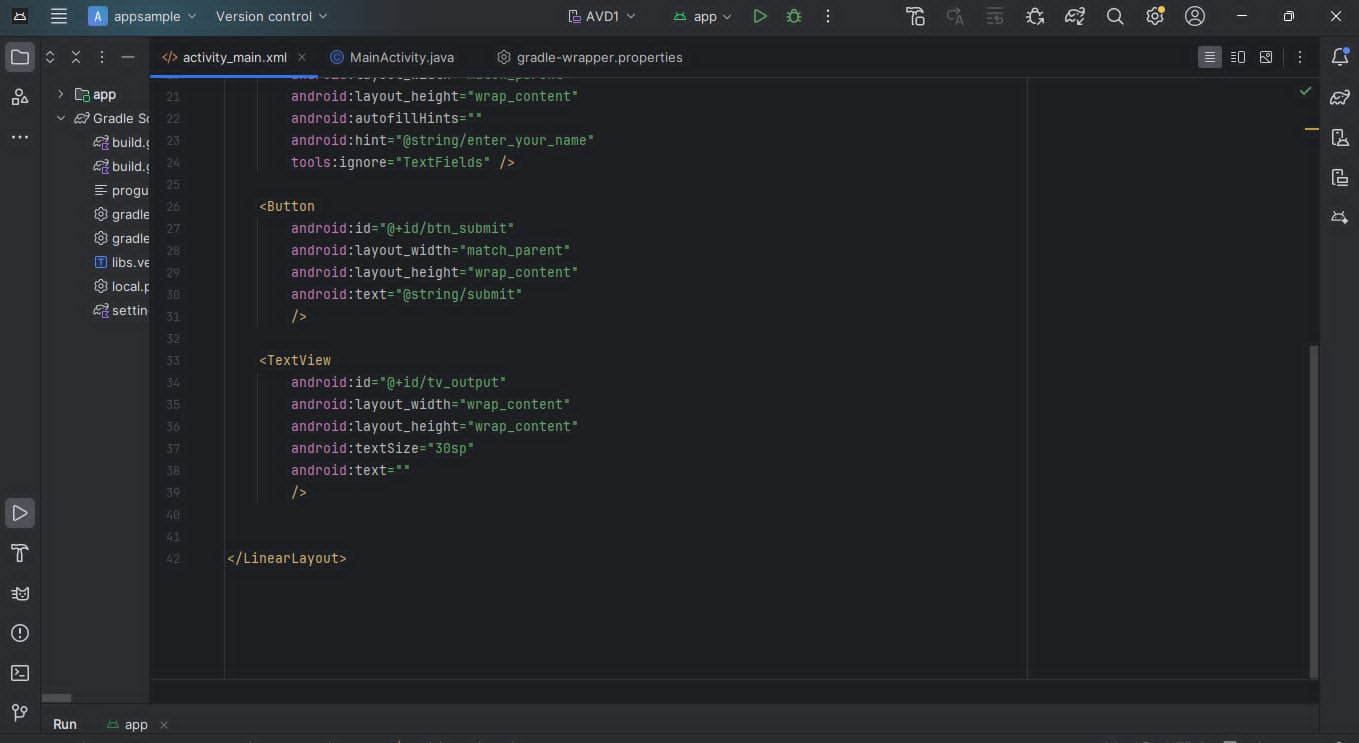 A appsample Version control AVD1 app
activity_main.xml MainActivity.java gradle-wrapper.properties
app
Gradle Sc
build.g
build.g
progu
gradle
gradle
libs.ve
local.p
settin
21 android:layout_height="wrap_content"
22 android:autofillHints=""
23 android:hint="@string/enter_your_name"
24 tools:ignore="TextFields" />
25
26 <Button
27 android:id="@+id/btn_submit"
28 android:layout_width="match_parent"
29 android:layout_height="wrap_content"
30 android:text="@string/submit"
31 />
32
33 <TextView
34 android:id="@+id/tv_output"
35 android:layout_width="wrap_content"
36 android:layout_height="wrap_content"
37 android:textSize="30sp"
38 android:text=""
39 />
40
41
42 </LinearLayout>
Run app